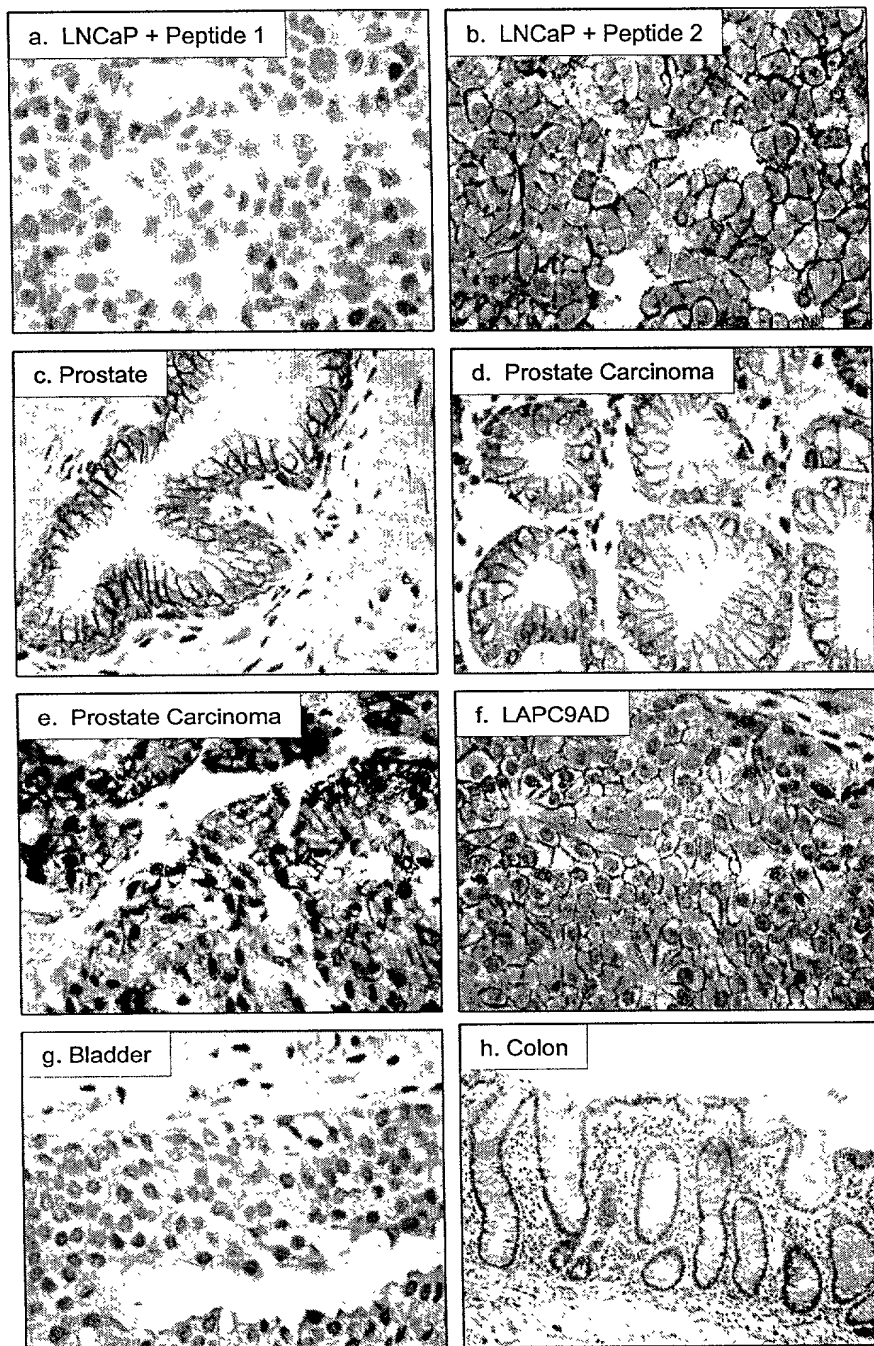 a. LNCaP + Peptide 1
b. LNCaP + Peptide 2
c. Prostate
d. Prostate Carcinoma
e. Prostate Carcinoma
f. LAPC9AD
g. Bladder
h. Colon